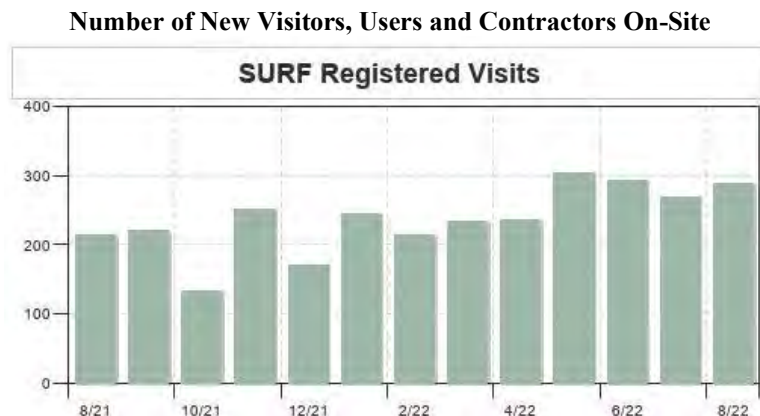 Number of New Visitors, Users and Contractors On-Site
SURF Registered Visits
400
300
200
100
0
8/21 10/21 12/21 2/22 4/22 6/22 8/22